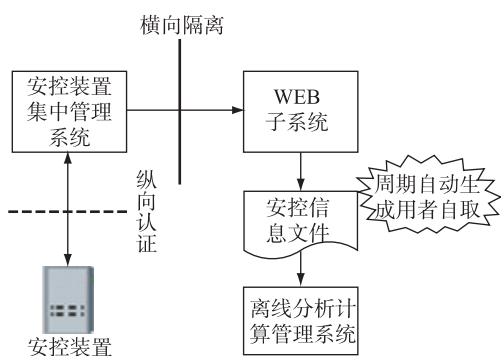 横向隔离
安控装置
集中管理
系统
WEB
子系统
纵向认证
周期自动生
成用者自取
安控信
息文件
离线分析计
算管理系统
安控装置